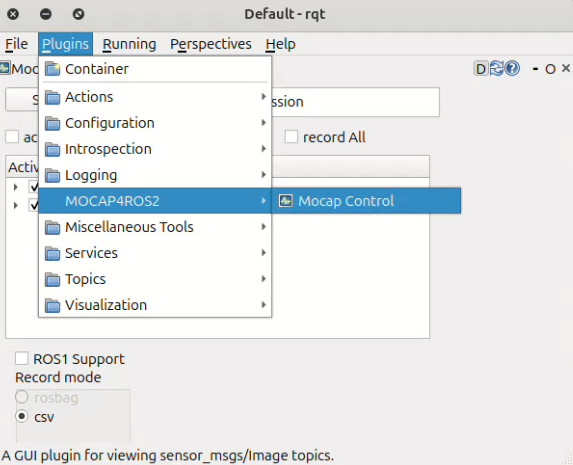 Default - rqt
File Plugins Running Perspectives Help
Moc D - O ×
Container
S ssion
Actions
Configuration
ac record All
Introspection
Activ
Logging
MOCAP4ROS2 Mocap Control
Miscellaneous Tools
Services
Topics
Visualization
ROS1 Support
Record mode
rosbag
csv
A GUI plugin for viewing sensor_msgs/Image topics.